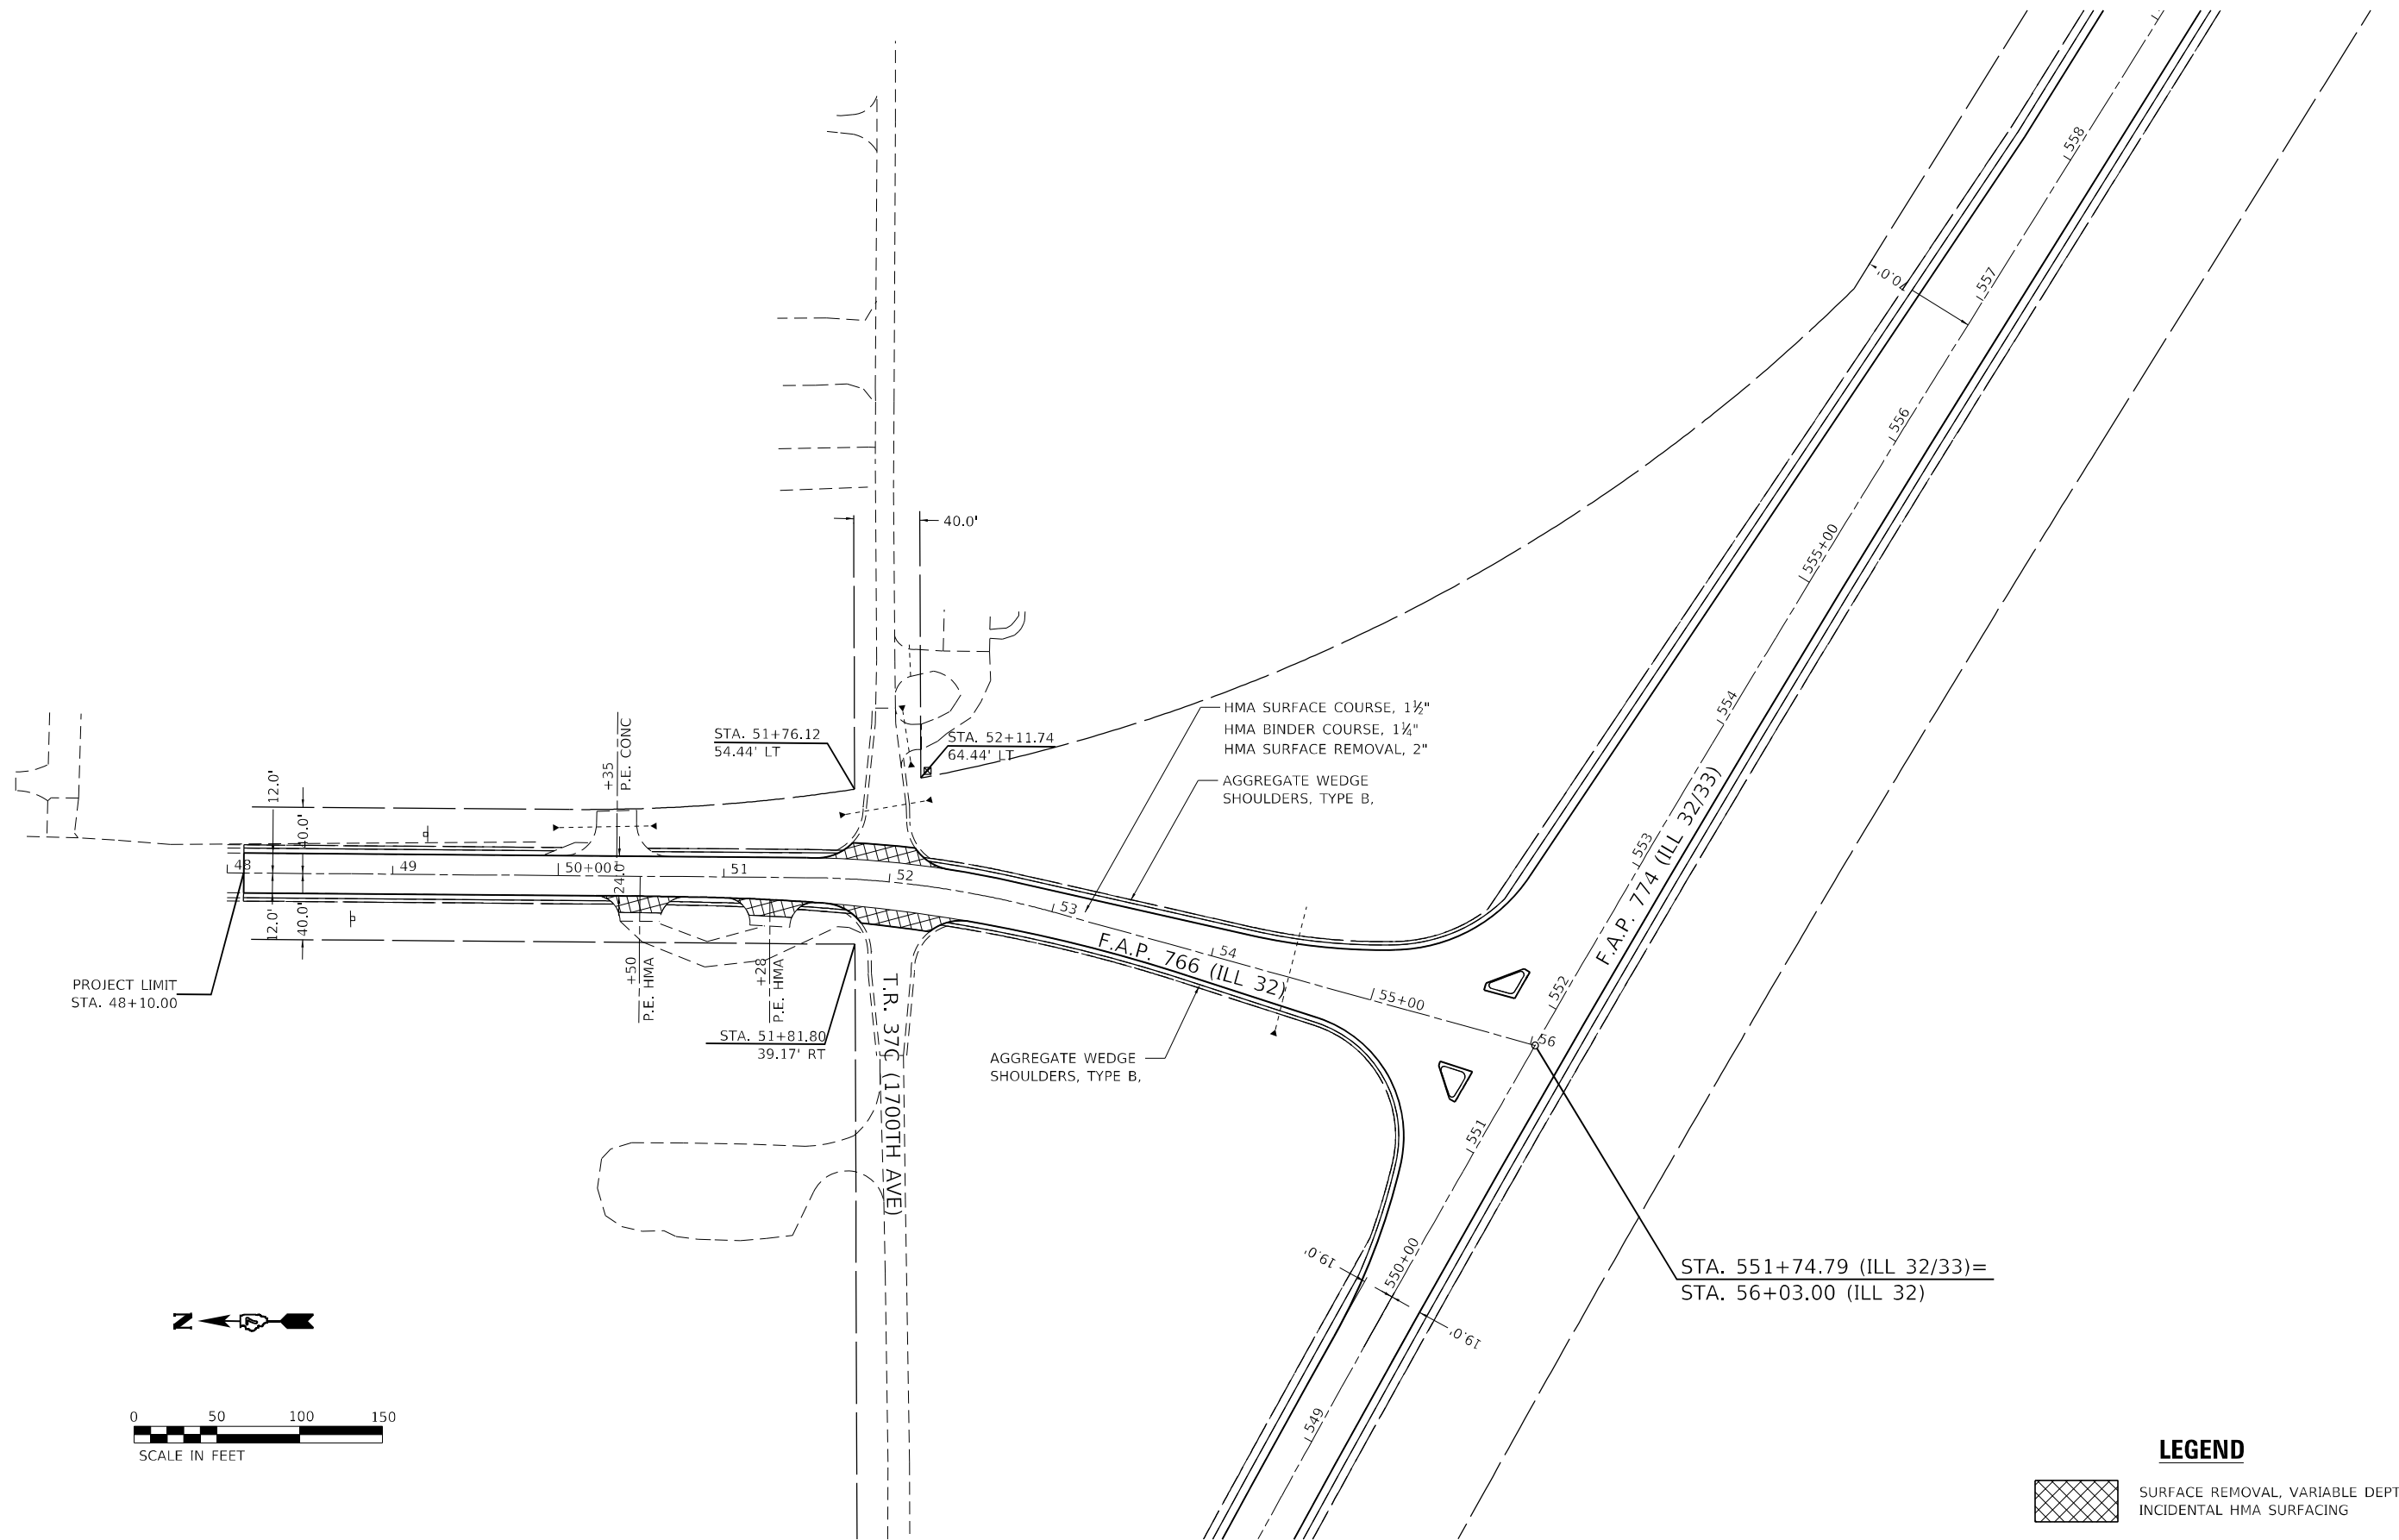 558
70.0'
557
556
555+00
40.0'
554
HMA SURFACE COURSE, 1½"
HMA BINDER COURSE, 1¼"
HMA SURFACE REMOVAL, 2"
AGGREGATE WEDGE
SHOULDERS, TYPE B,
STA. 51+76.12
54.44' LT
STA. 52+11.74
64.44' LT
+35
P.E. CONC
12.0'
40.0'
48
49
50+00
51
52
53
54
55+00
56
24.0'
12.0'
40.0'
553
F.A.P. 774 (ILL 32/33)
F.A.P. 766 (ILL 32)
552
551
PROJECT LIMIT
STA. 48+10.00
+50
P.E. HMA
+28
P.E. HMA
STA. 51+81.80
39.17' RT
T.R. 37C (1700TH AVE)
AGGREGATE WEDGE
SHOULDERS, TYPE B,
19.0'
550+00
19.0'
549
STA. 551+74.79 (ILL 32/33)=
STA. 56+03.00 (ILL 32)
N
0 50 100 150
SCALE IN FEET
LEGEND
SURFACE REMOVAL, VARIABLE DEPT
INCIDENTAL HMA SURFACING